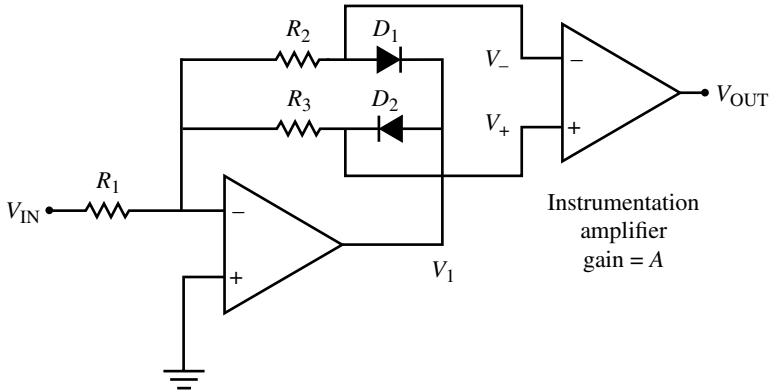 R2
D1
V−
−
R3
D2
VOUT
V+
+
R1
VIN
−
Instrumentation
amplifier
gain = A
+
V1